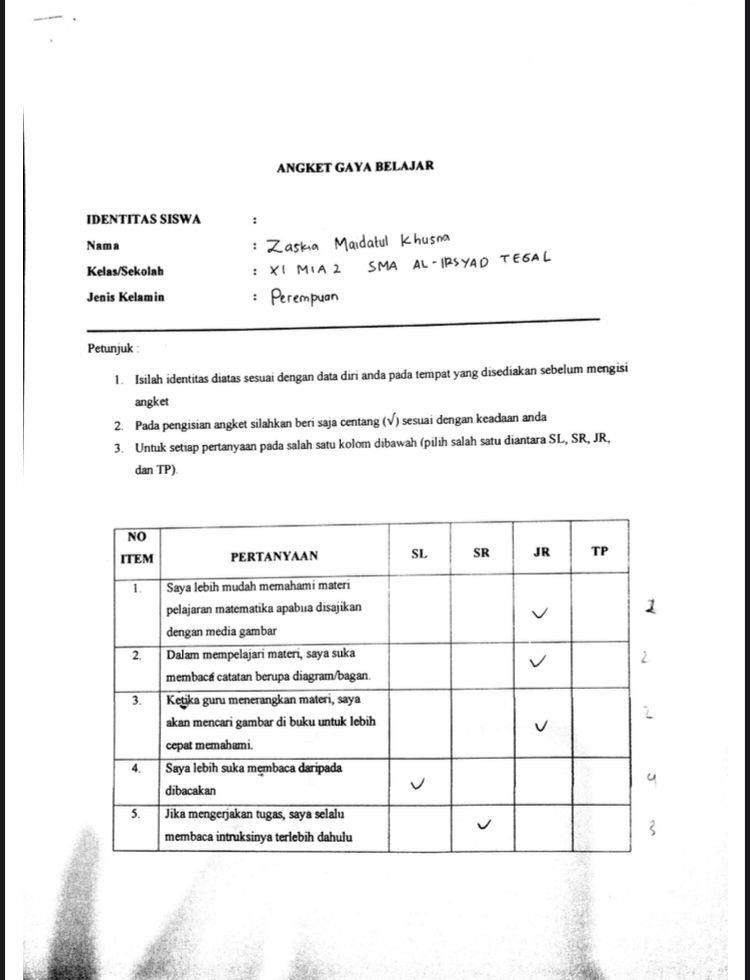 ANGKET GAYA BELAJAR
IDENTITAS SISWA :
Nama : Zaskia Maidatul Khusna
Kelas/Sekolah : XI MIA 2 SMA AL-IRSYAD TEGAL
Jenis Kelamin : Perempuan
Petunjuk :
1. Isilah identitas diatas sesuai dengan data diri anda pada tempat yang disediakan sebelum mengisi
angket
2. Pada pengisian angket silahkan beri saja centang (√) sesuai dengan keadaan anda
3. Untuk setiap pertanyaan pada salah satu kolom dibawah (pilih salah satu diantara SL, SR, JR,
dan TP).
NO
ITEM PERTANYAAN SL SR JR TP
1. Saya lebih mudah memahami materi
pelajaran matematika apabila disajikan ✓ 2
dengan media gambar
2. Dalam mempelajari materi, saya suka ✓ 2
membaca catatan berupa diagram/bagan.
3. Ketika guru menerangkan materi, saya
akan mencari gambar di buku untuk lebih ✓ 2
cepat memahami.
4. Saya lebih suka membaca daripada
dibacakan ✓ 4
5. Jika mengerjakan tugas, saya selalu ✓ 3
membaca intruksinya terlebih dahulu